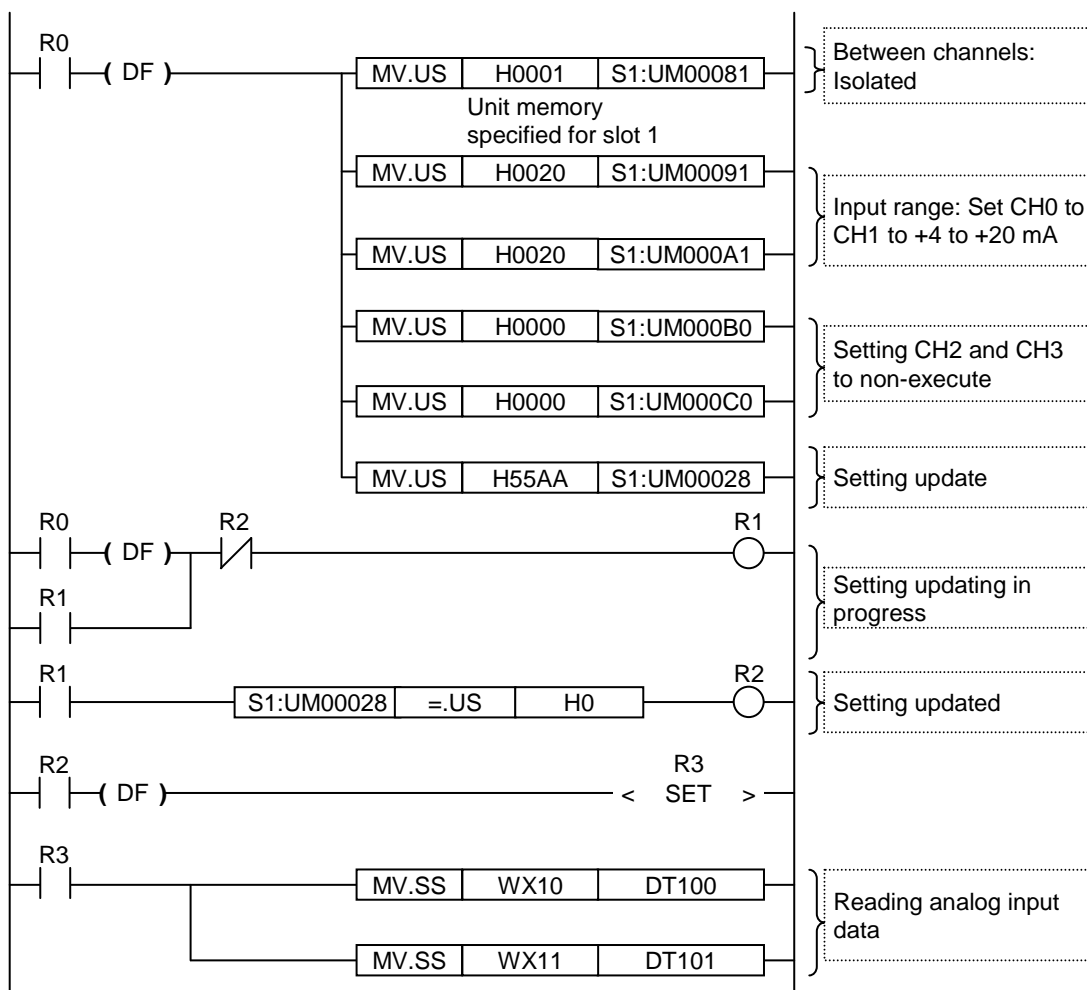 R0
( DF )
MV.US H0001 S1:UM00081
Between channels:
Isolated
Unit memory
specified for slot 1
MV.US H0020 S1:UM00091
Input range: Set CH0 to
CH1 to +4 to +20 mA
MV.US H0020 S1:UM000A1
MV.US H0000 S1:UM000B0
Setting CH2 and CH3
to non-execute
MV.US H0000 S1:UM000C0
MV.US H55AA S1:UM00028
Setting update
R0 R2 R1
( DF )
Setting updating in
progress
R1
R1 R2
S1:UM00028 =.US H0
Setting updated
R2 R3
( DF ) < SET >
R3
MV.SS WX10 DT100
Reading analog input
data
MV.SS WX11 DT101